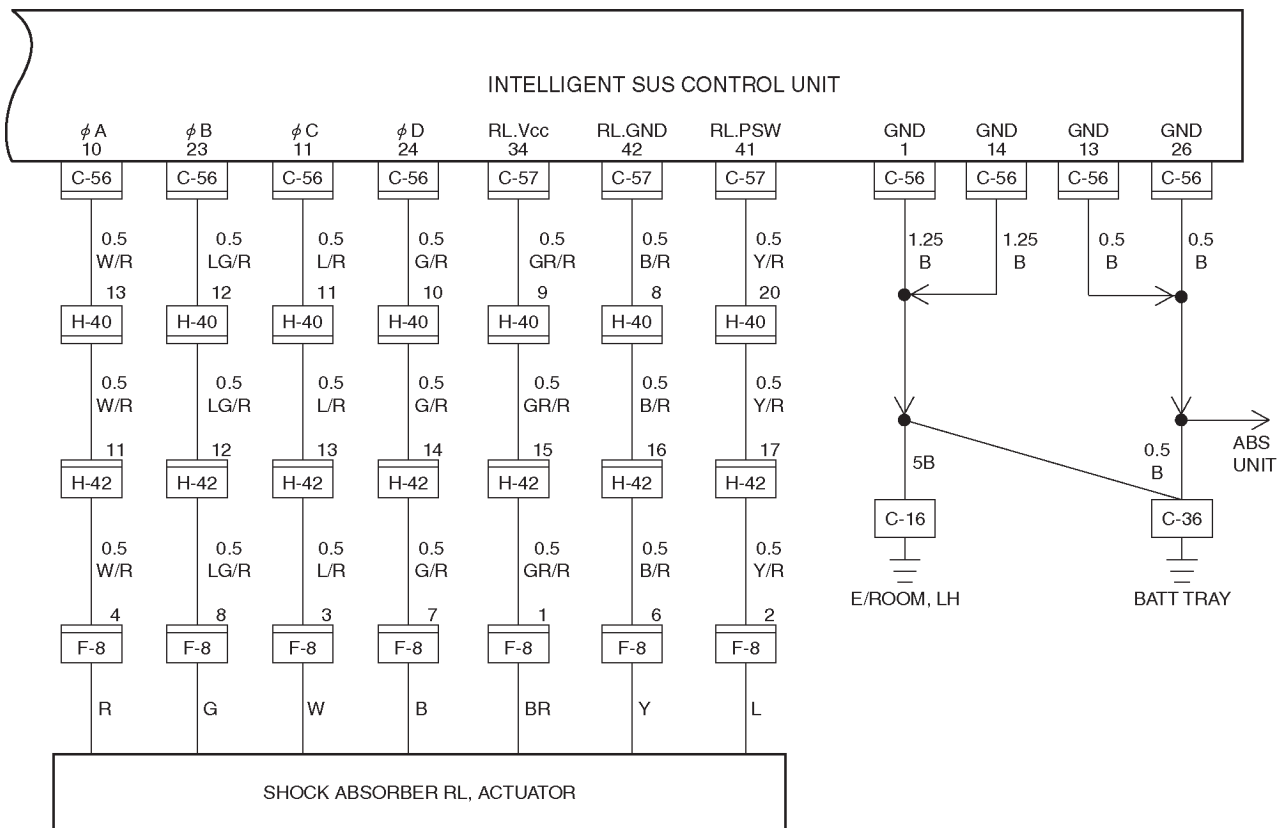 INTELLIGENT SUS CONTROL UNIT
ϕA ϕB ϕC ϕD RL.Vcc RL.GND RL.PSW GND GND GND GND
10 23 11 24 34 42 41 1 14 13 26
C-56 C-56 C-56 C-56 C-57 C-57 C-57 C-56 C-56 C-56 C-56
0.5 0.5 0.5 0.5 0.5 0.5 0.5 1.25 1.25 0.5 0.5
W/R LG/R L/R G/R GR/R B/R Y/R B B B B
13 12 11 10 9 8 20
H-40 H-40 H-40 H-40 H-40 H-40 H-40
0.5 0.5 0.5 0.5 0.5 0.5 0.5
W/R LG/R L/R G/R GR/R B/R Y/R
11 12 13 14 15 16 17
H-42 H-42 H-42 H-42 H-42 H-42 H-42
5B
0.5
B
ABS
UNIT
C-16 C-36
0.5 0.5 0.5 0.5 0.5 0.5 0.5
W/R LG/R L/R G/R GR/R B/R Y/R
E/ROOM, LH BATT TRAY
4 8 3 7 1 6 2
F-8 F-8 F-8 F-8 F-8 F-8 F-8
R G W B BR Y L
SHOCK ABSORBER RL, ACTUATOR